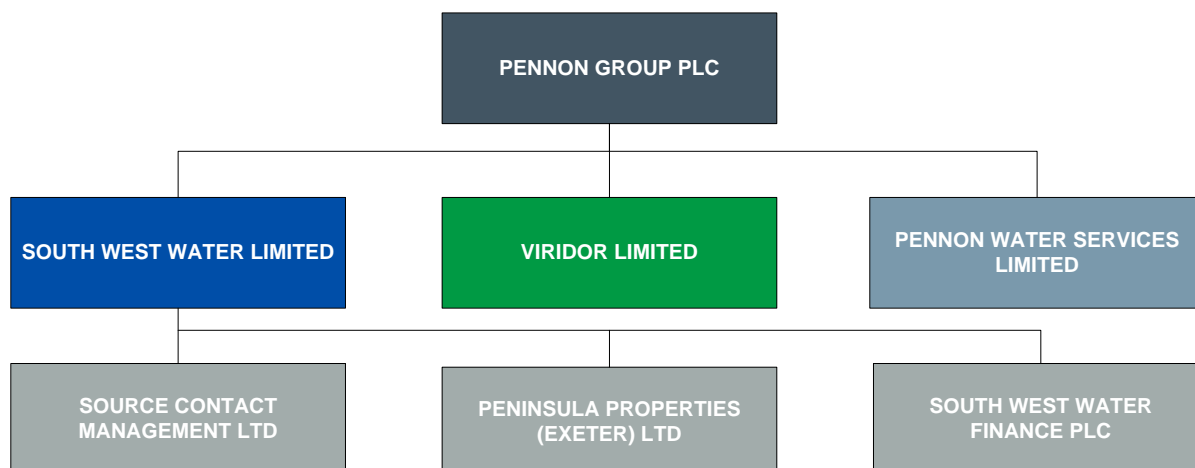 PENNON GROUP PLC
SOUTH WEST WATER LIMITED
VIRIDOR LIMITED
PENNON WATER SERVICES
LIMITED
SOURCE CONTACT
MANAGEMENT LTD
PENINSULA PROPERTIES
(EXETER) LTD
SOUTH WEST WATER
FINANCE PLC